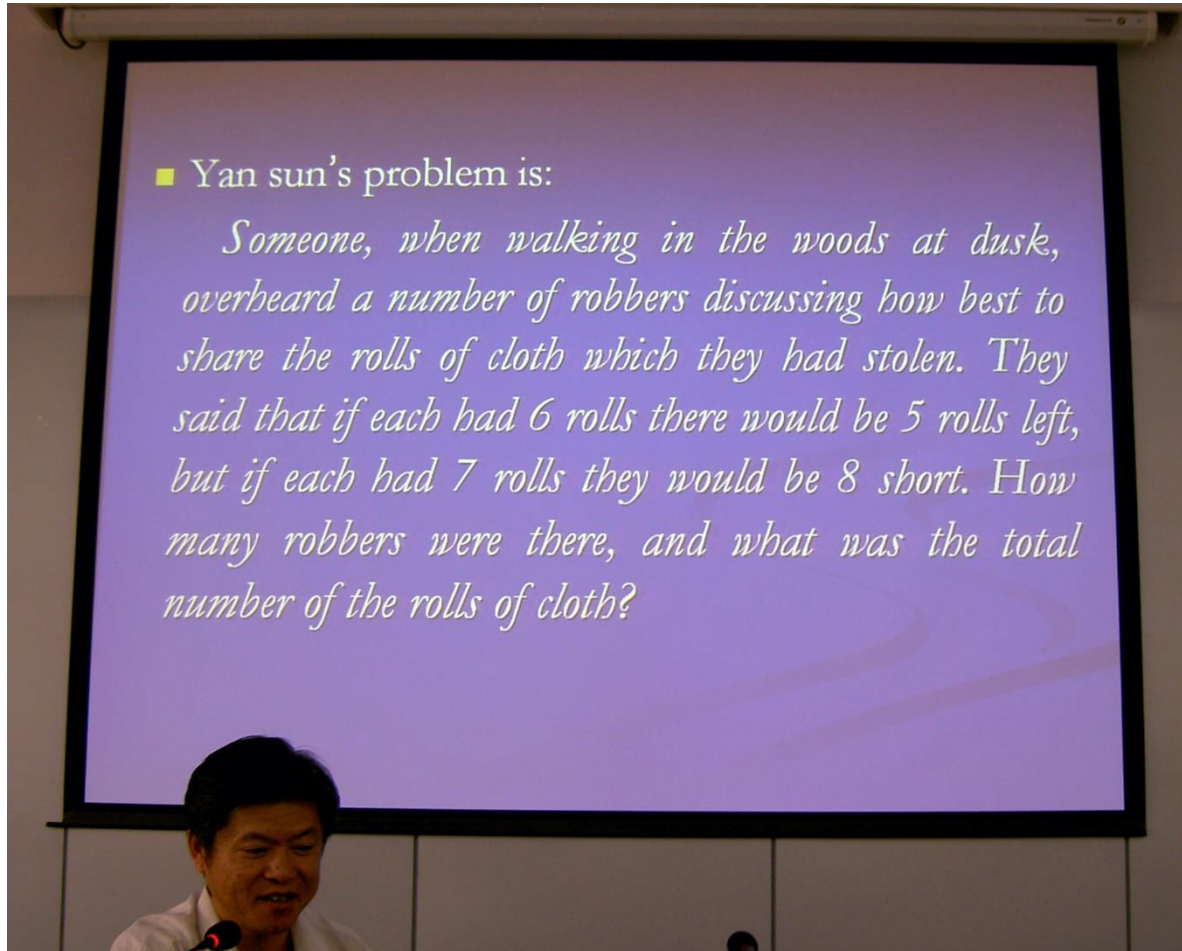 ■ Yan sun's problem is:
Someone, when walking in the woods at dusk,
overheard a number of robbers discussing how best to
share the rolls of cloth which they had stolen. They
said that if each had 6 rolls there would be 5 rolls left,
but if each had 7 rolls they would be 8 short. How
many robbers were there, and what was the total
number of the rolls of cloth?